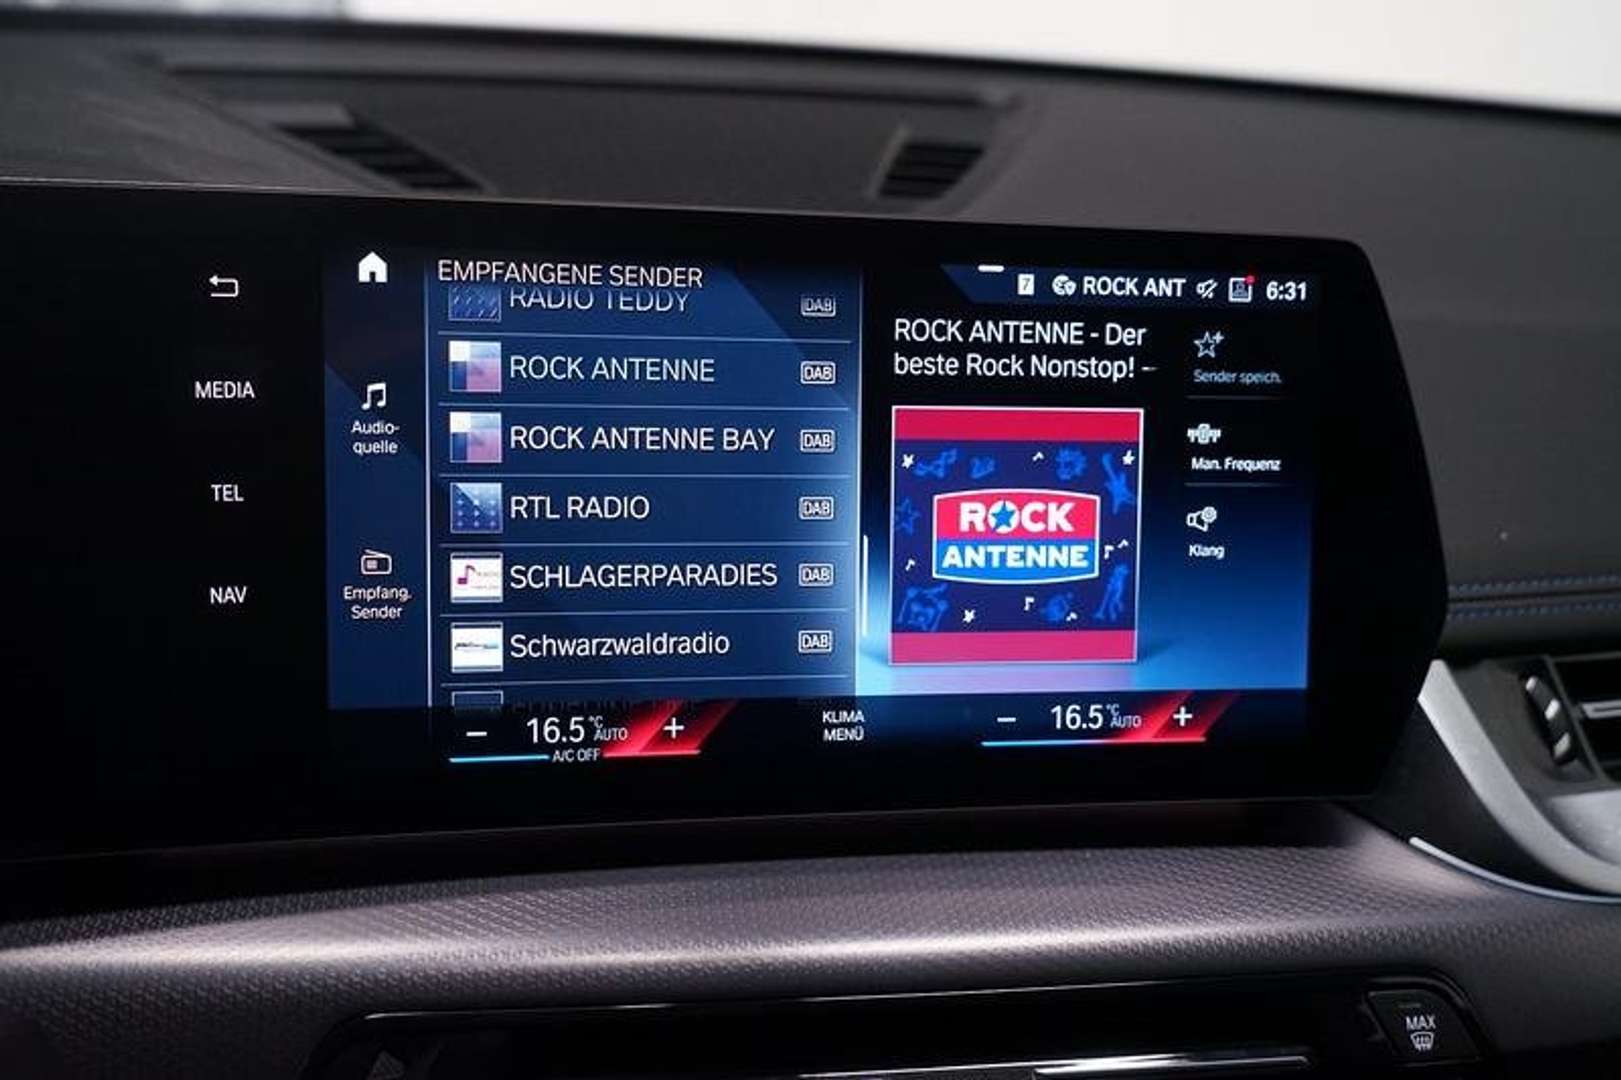 MEDIA
TEL
NAV
Audio-
quelle
Empfang.
Sender
EMPFANGENE SENDER
RADIO TEDDY DAB
ROCK ANTENNE DAB
ROCK ANTENNE BAY DAB
RTL RADIO DAB
SCHLAGERPARADIES DAB
Schwarzwaldradio DAB
7 ROCK ANT 6:31
ROCK ANTENNE - Der
beste Rock Nonstop! -
ROCK
ANTENNE
Sender speich.
Man. Frequenz
Klang
- 16.5 °C AUTO +
A/C OFF
KLIMA
MENÜ
- 16.5 °C AUTO +
MAX